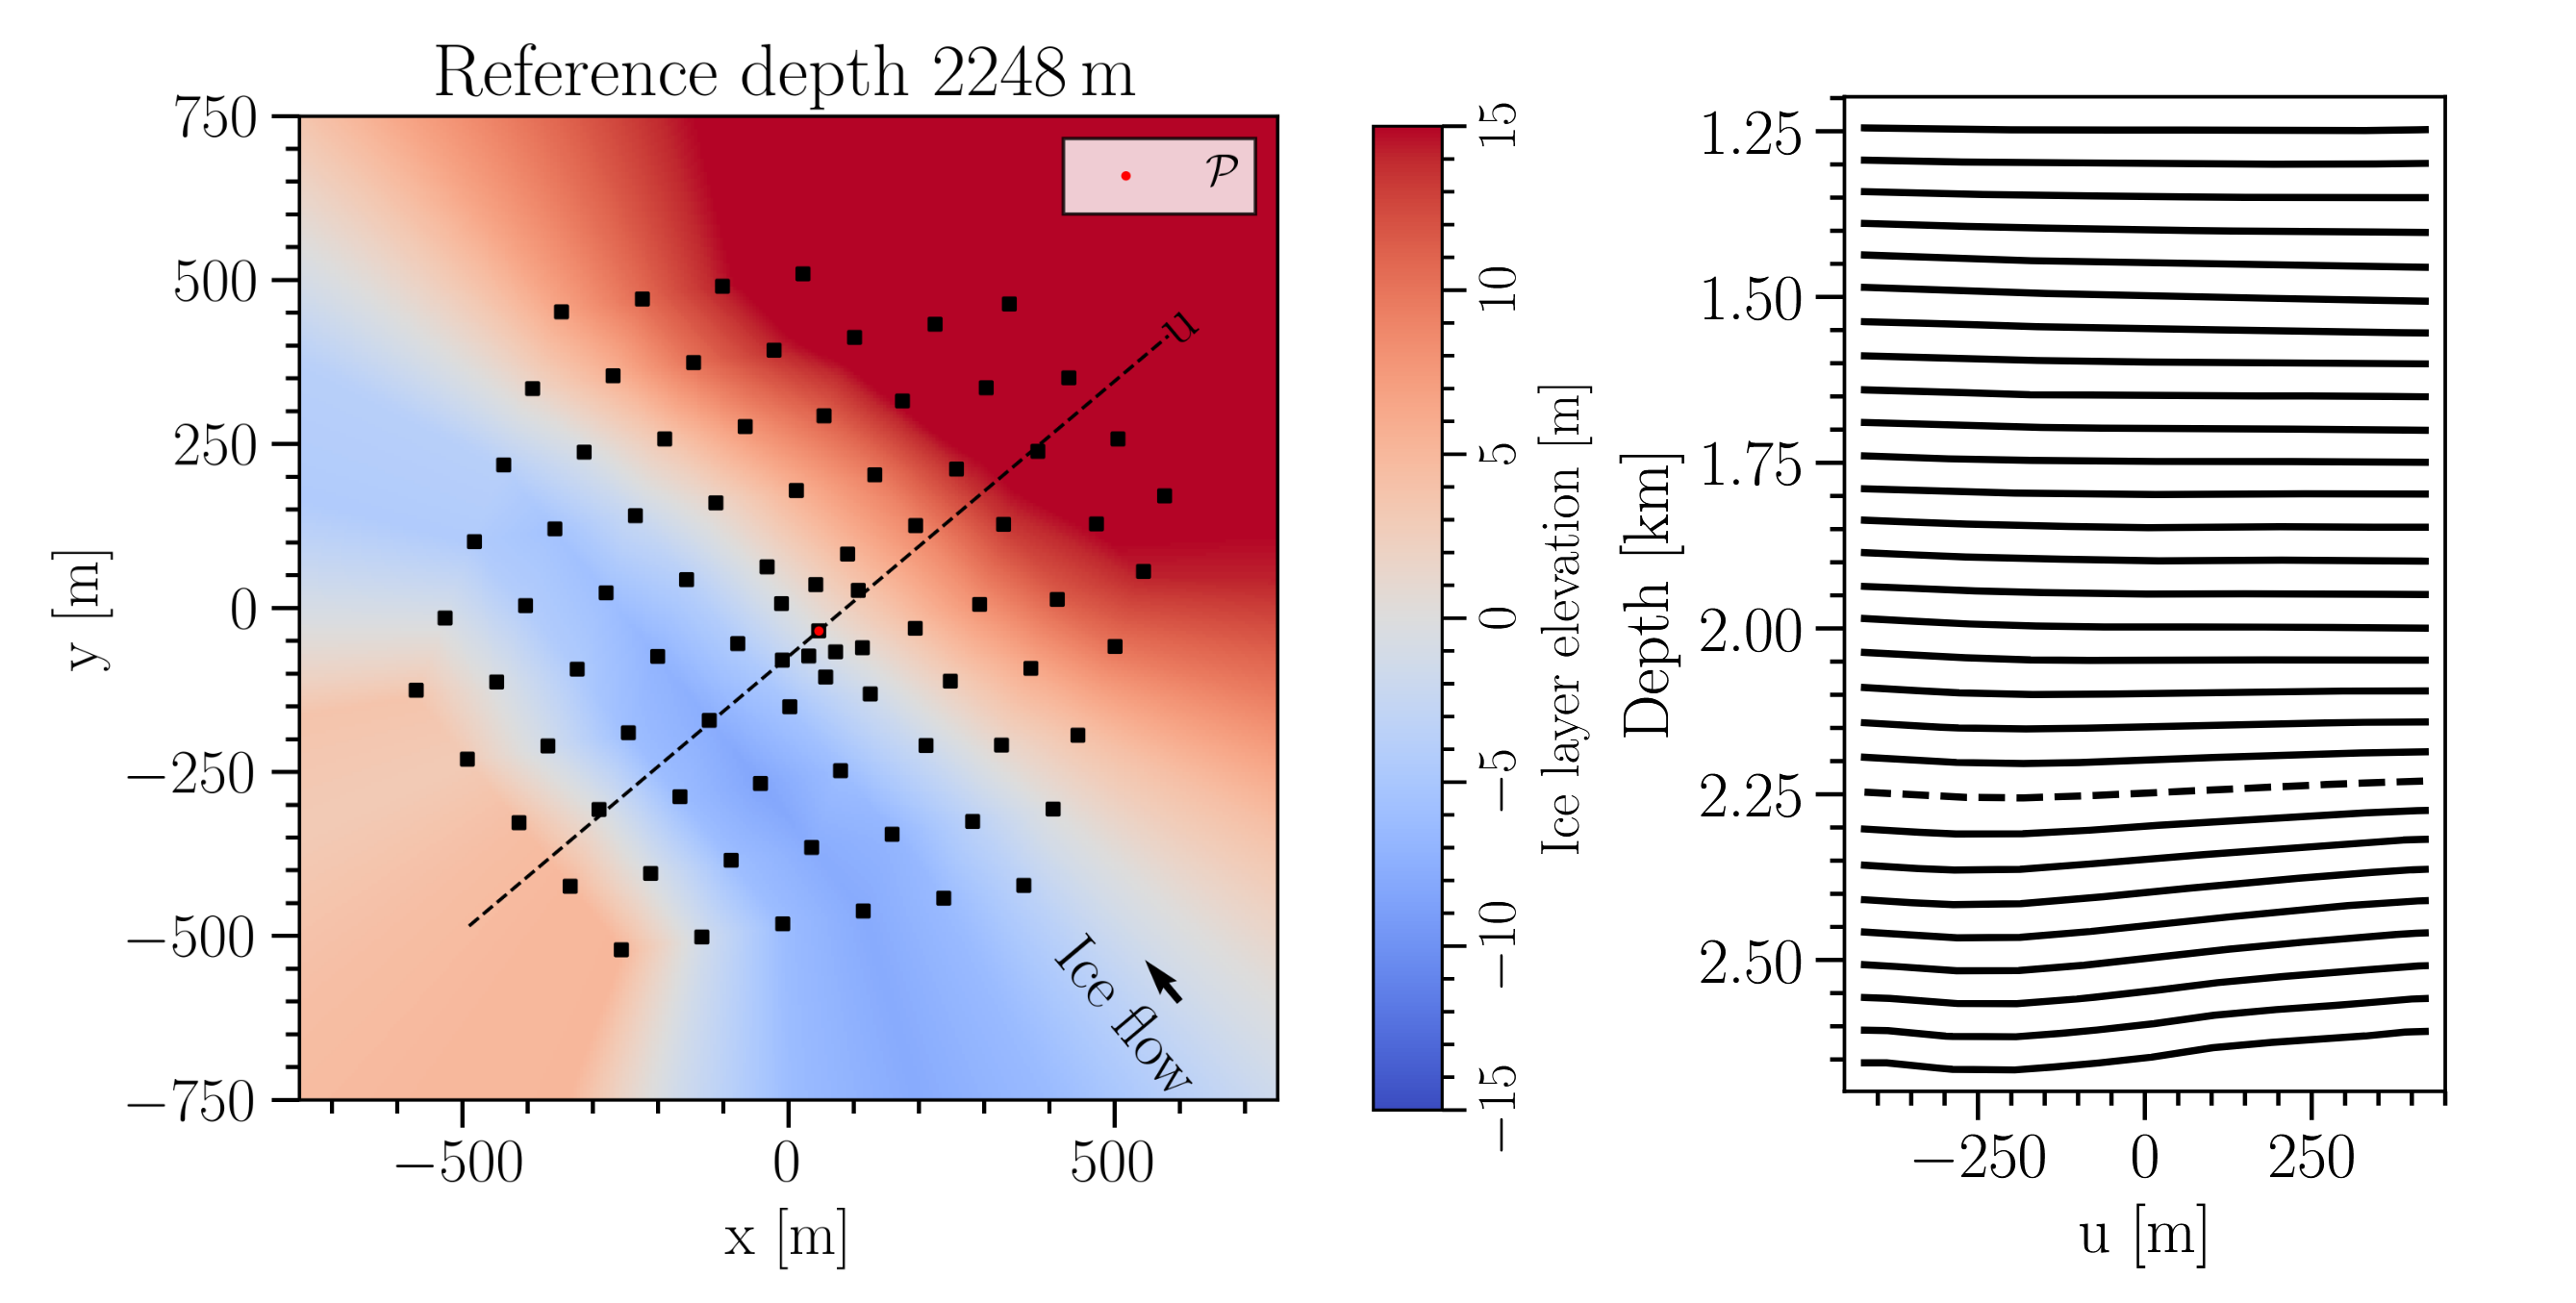 Reference depth 2248 m
750
500
250
0
−250
−500
−750
y [m]
−500
0
500
x [m]
𝒫
u
Ice flow
15
10
5
0
−5
−10
−15
Ice layer elevation [m]
Depth [km]
1.25
1.50
1.75
2.00
2.25
2.50
−250
0
250
u [m]